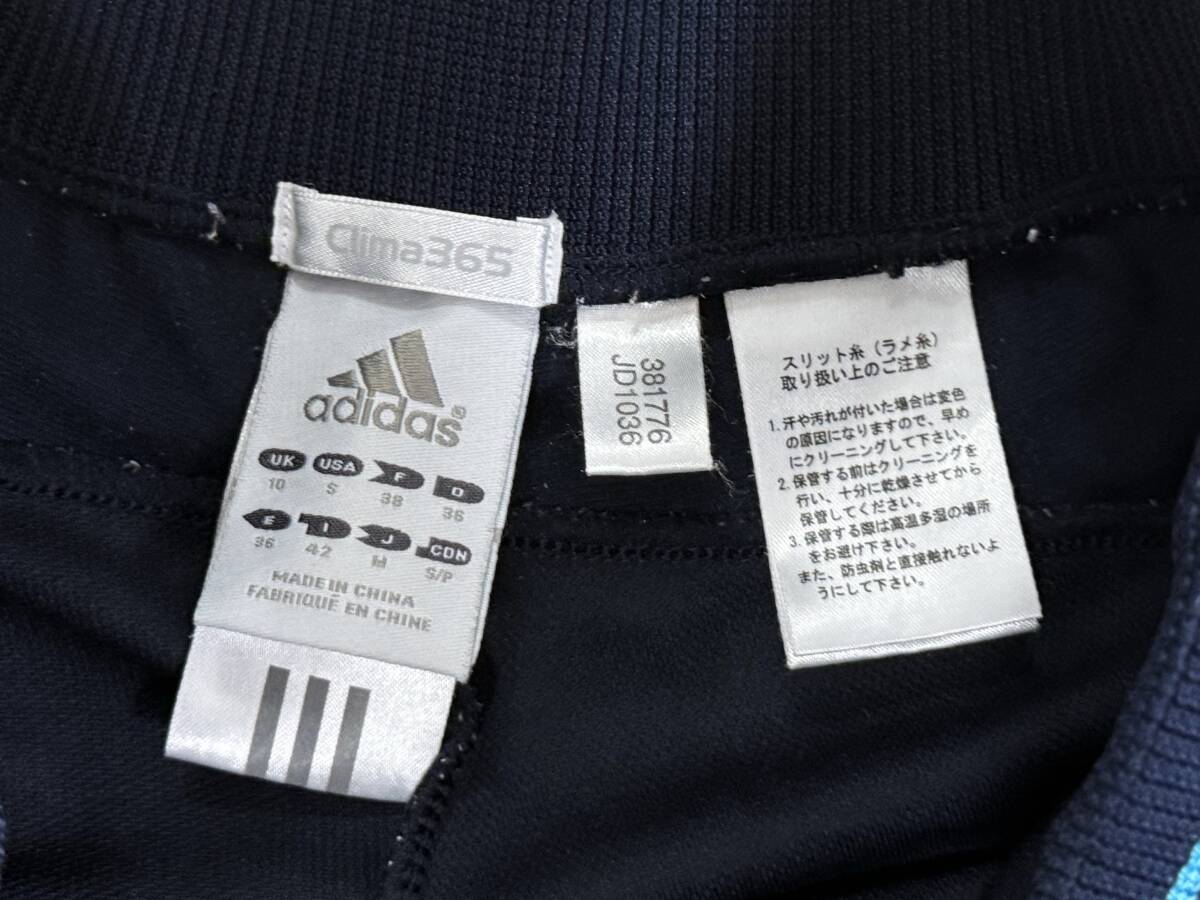 Clima365
adidas®
UK USA F D
10 S 38 36
E I J CDN
36 42 M S/P
MADE IN CHINA
FABRIQUÉ EN CHINE
381776
JD1036
スリット糸（ラメ糸）
取り扱い上のご注意
1.汗や汚れが付いた場合は変色
の原因になりますので、早め
にクリーニングして下さい。
2.保管する前はクリーニングを
行い、十分に乾燥させてから
保管してください。
3.保管する際は高温多湿の場所
をお避け下さい。
また、防虫剤と直接触れないよ
うにして下さい。